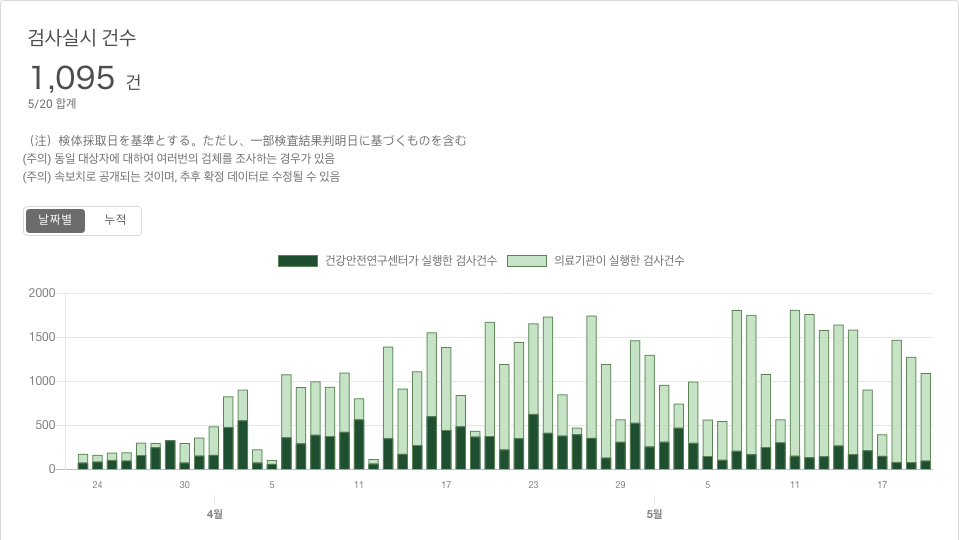 검사실시 건수
1,095 건
5/20 합계
（注）検体採取日を基準とする。ただし、一部検査結果判明日に基づくものを含む
(주의) 동일 대상자에 대하여 여러번의 검체를 조사하는 경우가 있음
(주의) 속보치로 공개되는 것이며, 추후 확정 데이터로 수정될 수 있음
날짜별 누적
건강안전연구센터가 실행한 검사건수 의료기관이 실행한 검사건수
2000
1500
1000
500
0
24 30 5 11 17 23 29 5 11 17
4월 5월